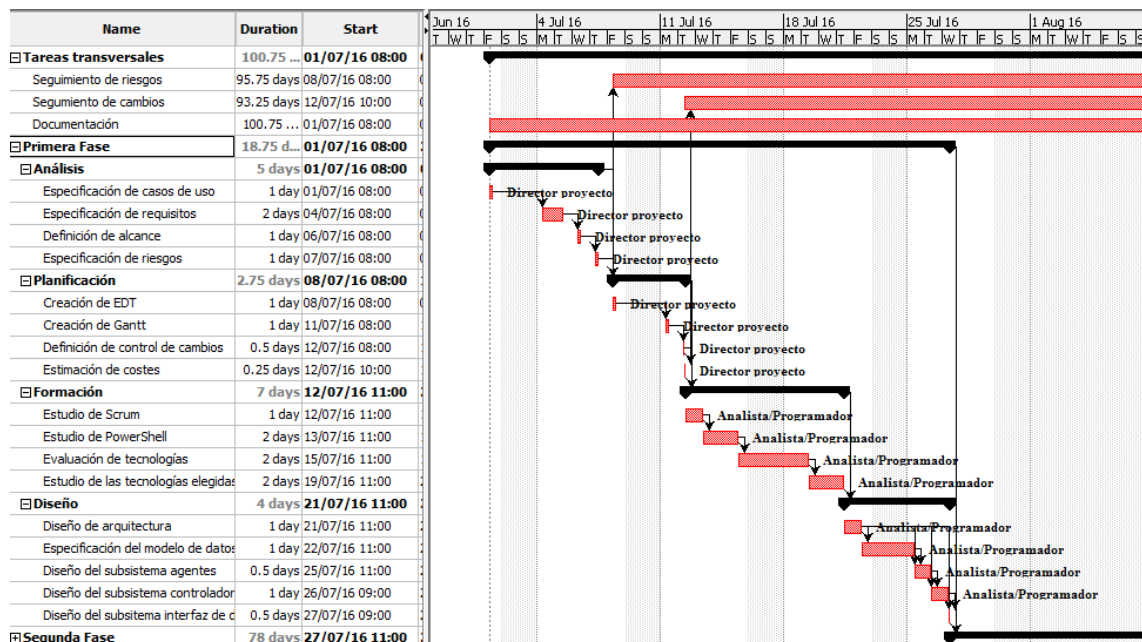 Name Duration Start
Jun 16 4 Jul 16 11 Jul 16 18 Jul 16 25 Jul 16 1 Aug 16
T W T F S S M T W T F S S M T W T F S S M T W T F S S M T W T F S S M T W T F S S
Tareas transversales 100.75 ... 01/07/16 08:00
Seguimiento de riesgos 95.75 days 08/07/16 08:00
Segumiento de cambios 93.25 days 12/07/16 10:00
Documentación 100.75 ... 01/07/16 08:00
Primera Fase 18.75 d... 01/07/16 08:00
Análisis 5 days 01/07/16 08:00
Especificación de casos de uso 1 day 01/07/16 08:00 Director proyecto
Especificación de requisitos 2 days 04/07/16 08:00 Director proyecto
Definición de alcance 1 day 06/07/16 08:00 Director proyecto
Especificación de riesgos 1 day 07/07/16 08:00 Director proyecto
Planificación 2.75 days 08/07/16 08:00
Creación de EDT 1 day 08/07/16 08:00 Director proyecto
Creación de Gantt 1 day 11/07/16 08:00 Director proyecto
Definición de control de cambios 0.5 days 12/07/16 08:00 Director proyecto
Estimación de costes 0.25 days 12/07/16 10:00 Director proyecto
Formación 7 days 12/07/16 11:00
Estudio de Scrum 1 day 12/07/16 11:00 Analista/Programador
Estudio de PowerShell 2 days 13/07/16 11:00 Analista/Programador
Evaluación de tecnologías 2 days 15/07/16 11:00 Analista/Programador
Estudio de las tecnologías elegidas 2 days 19/07/16 11:00 Analista/Programador
Diseño 4 days 21/07/16 11:00
Diseño de arquitectura 1 day 21/07/16 11:00 Analista/Programador
Especificación del modelo de datos 1 day 22/07/16 11:00 Analista/Programador
Diseño del subsistema agentes 0.5 days 25/07/16 11:00 Analista/Programador
Diseño del subsistema controlador 1 day 26/07/16 09:00 Analista/Programador
Diseño del subsitema interfaz de 0.5 days 27/07/16 09:00
Segunda Fase 78 days 27/07/16 11:00